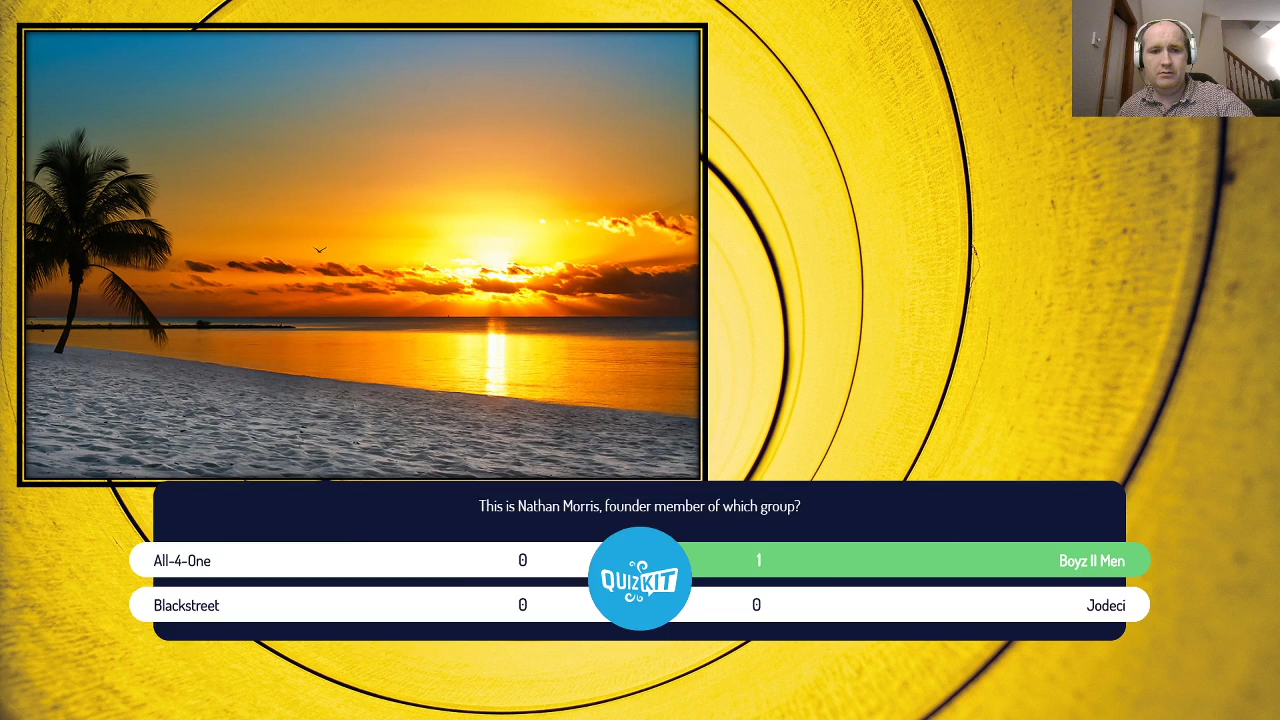 This is Nathan Morris, founder member of which group?
All-4-One 0 1 Boyz II Men
QUIZKIT
Blackstreet 0 0 Jodeci